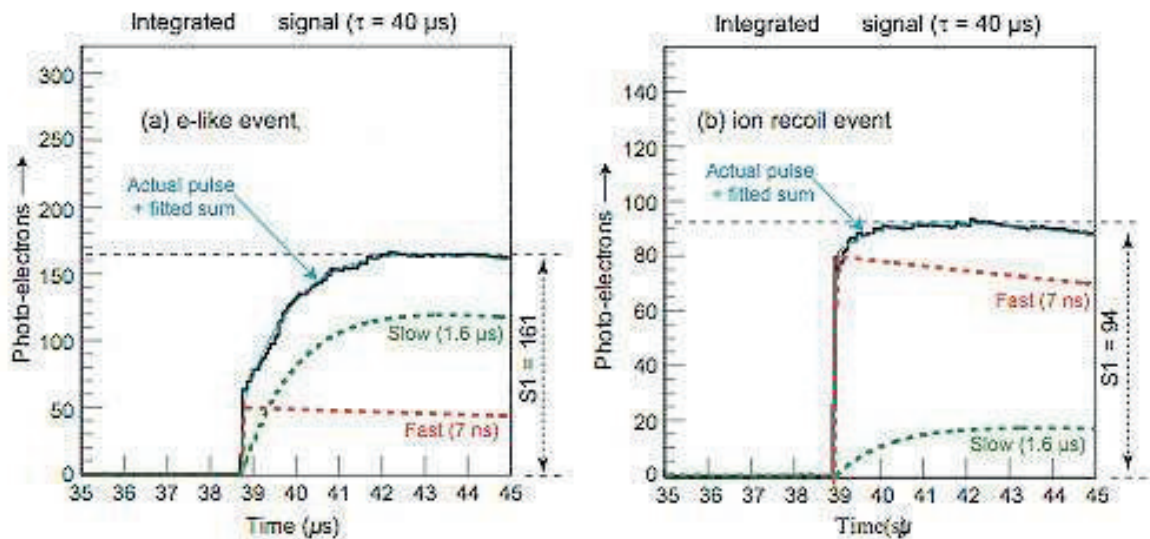 Integrated signal (τ = 40 µs)
300
250
200
150
100
50
0
Photo-electrons
(a) e-like event,
Actual pulse
+ fitted sum
Slow (1.6 µs)
Fast (7 ns)
S1 = 161
35 36 37 38 39 40 41 42 43 44 45
Time (µs)
Integrated signal (τ = 40 µs)
140
120
100
80
60
40
20
0
Photo-electrons
(b) ion recoil event
Actual pulse
+ fitted sum
Fast (7 ns)
Slow (1.6 µs)
S1 = 94
35 36 37 38 39 40 41 42 43 44 45